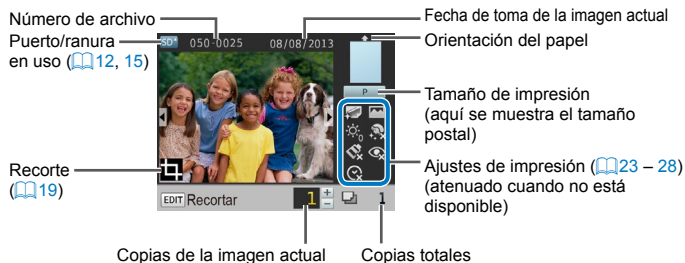 Número de archivo
Fecha de toma de la imagen actual
Puerto/ranura
en uso (12, 15)
SD
050-0025
08/08/2013
Orientación del papel
P
Tamaño de impresión
(aquí se muestra el tamaño
postal)
Recorte
(19)
Ajustes de impresión (23 – 28)
(atenuado cuando no está
disponible)
EDIT Recortar
1 + -
1
Copias de la imagen actual
Copias totales